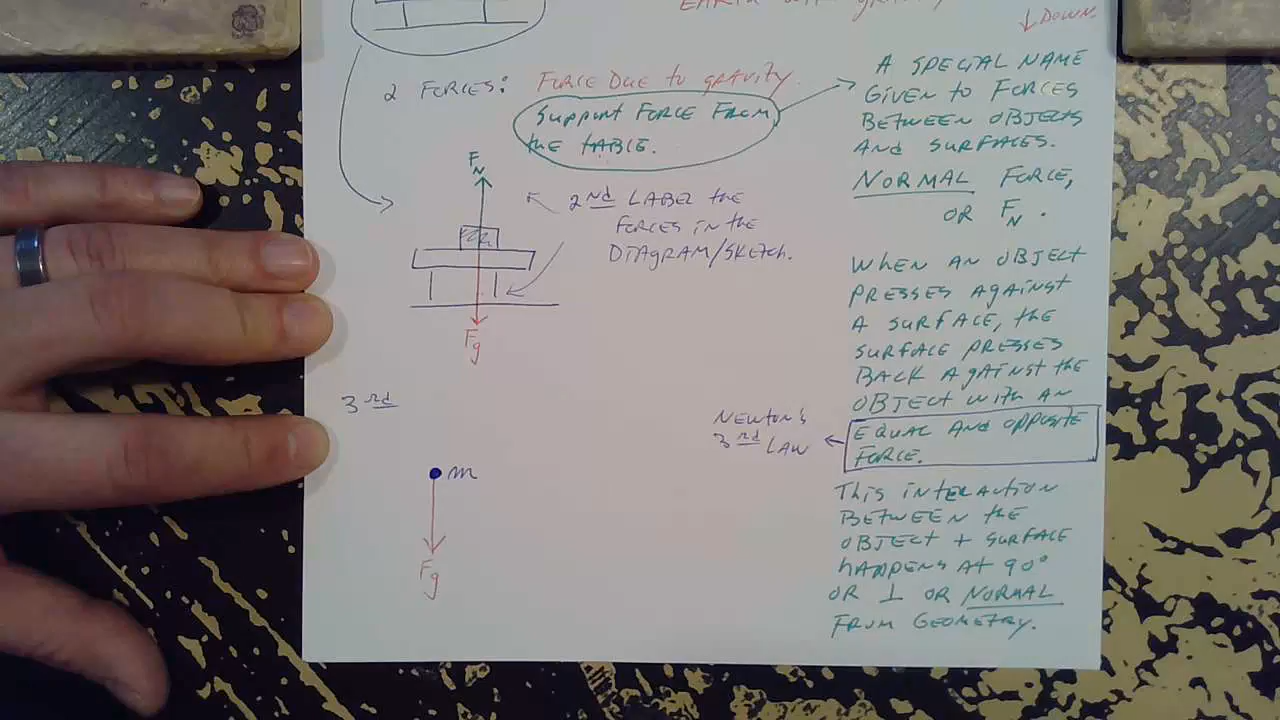 EARTH
↓ DOWN.
2 FORCES: FORCE DUE to gravity.
SUPPORT FORCE FROM
the tABLE.
A SPECIAL NAME
GIVEN to FORCES
BETWEEN OBJECTS
AND SURFACES.
NORMAL FORCE,
OR FN.
FN
2nd LABEL the
FORCES IN the
DIAgRAM/SKetch.
Fg
WHEN AN OBJECT
PRESSES AgAINST
A SURFACE, the
SURFACE PRESSES
BACK AgAINST the
OBJECT WITH AN
EQUAL AND OPPOSITE
FORCE.
NEWTON'S
3rd LAW
3rd
m
Fg
THIS INTERACTION
BETWEEN the
OBJECT + SURFACE
HAPPENS AT 90°
OR ⊥ OR NORMAL
FROM GEOMETRY.